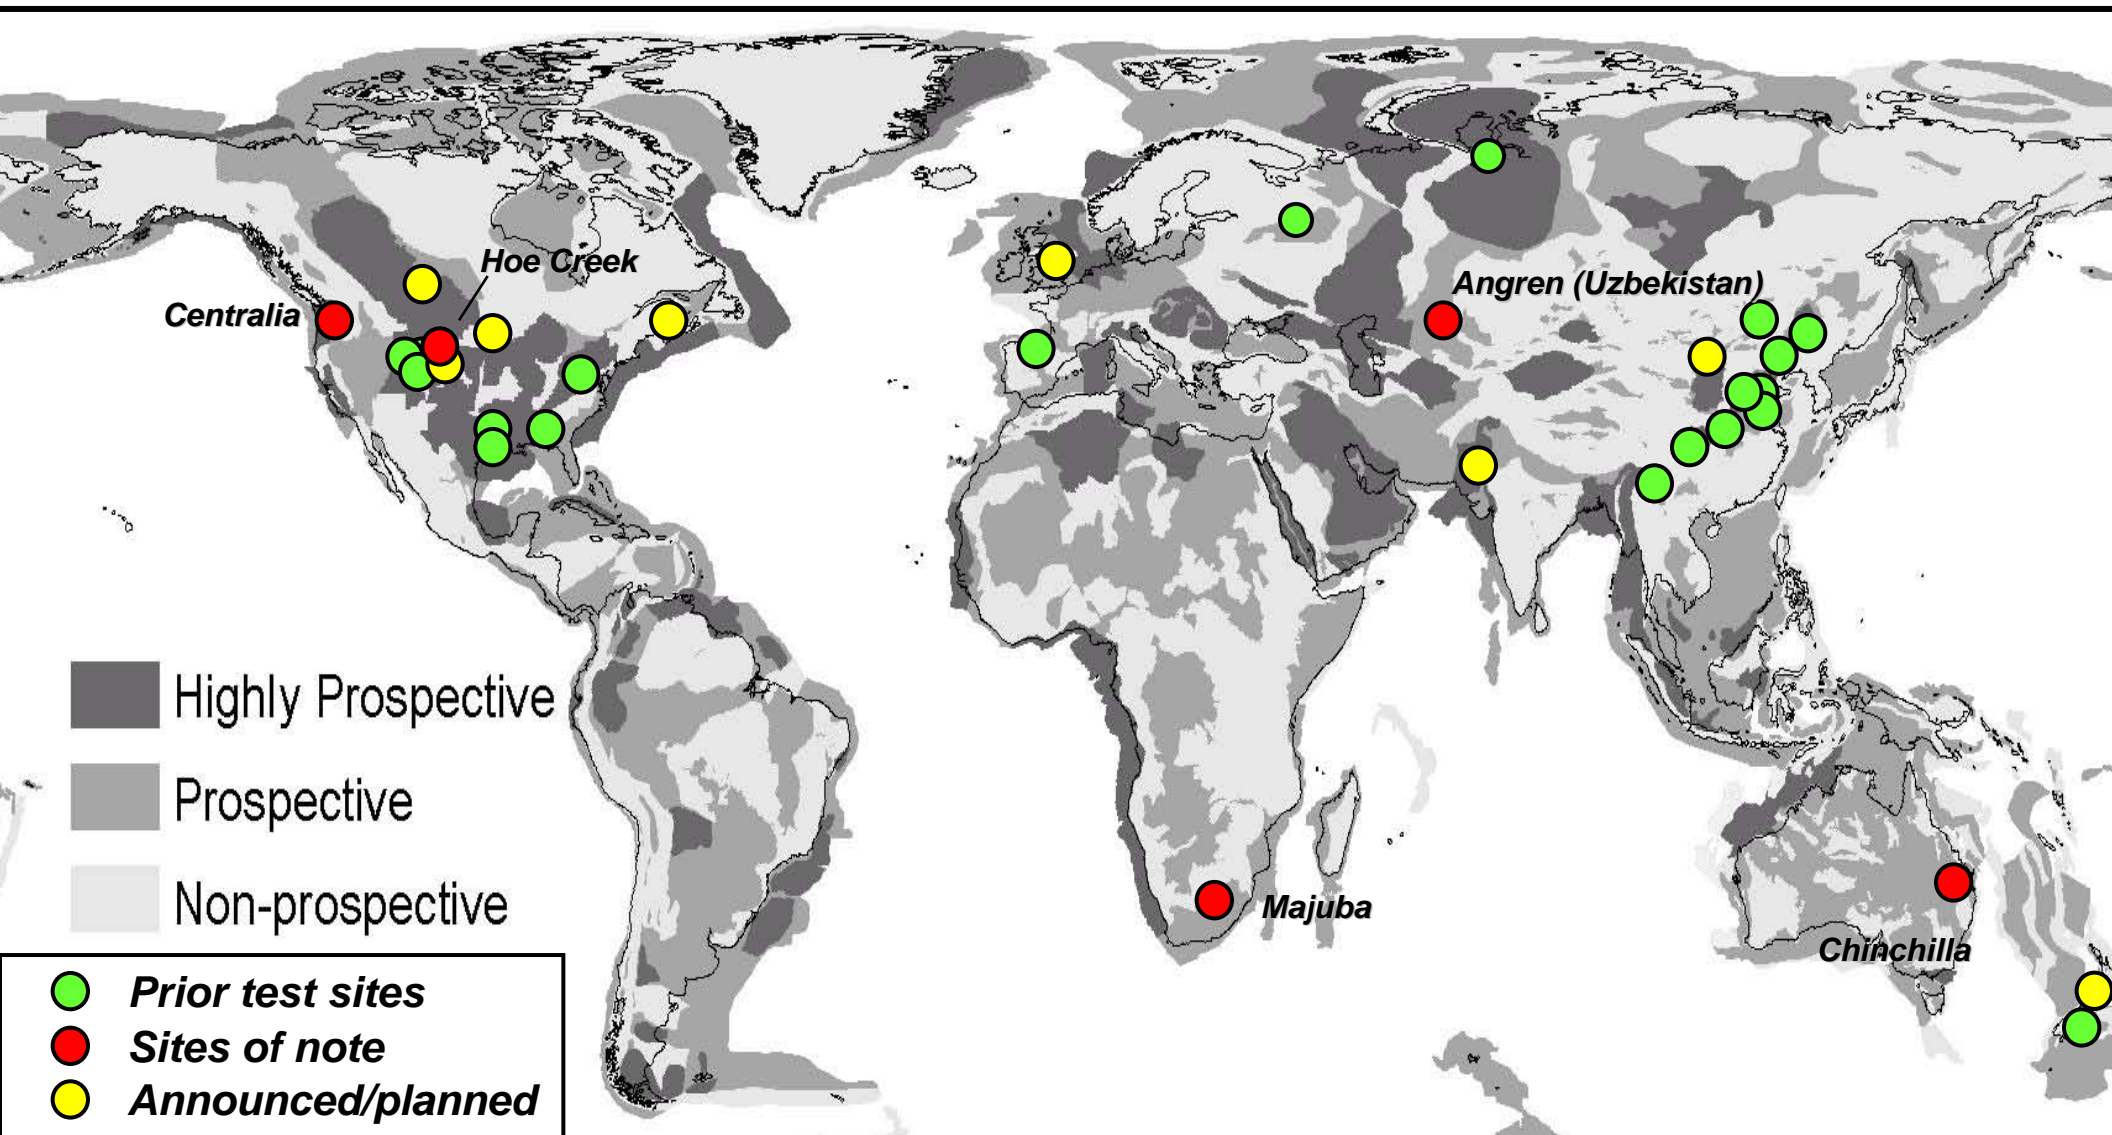 Hoe Creek
Centralia
Angren (Uzbekistan)
Majuba
Chinchilla
Highly Prospective
Prospective
Non-prospective
Prior test sites
Sites of note
Announced/planned